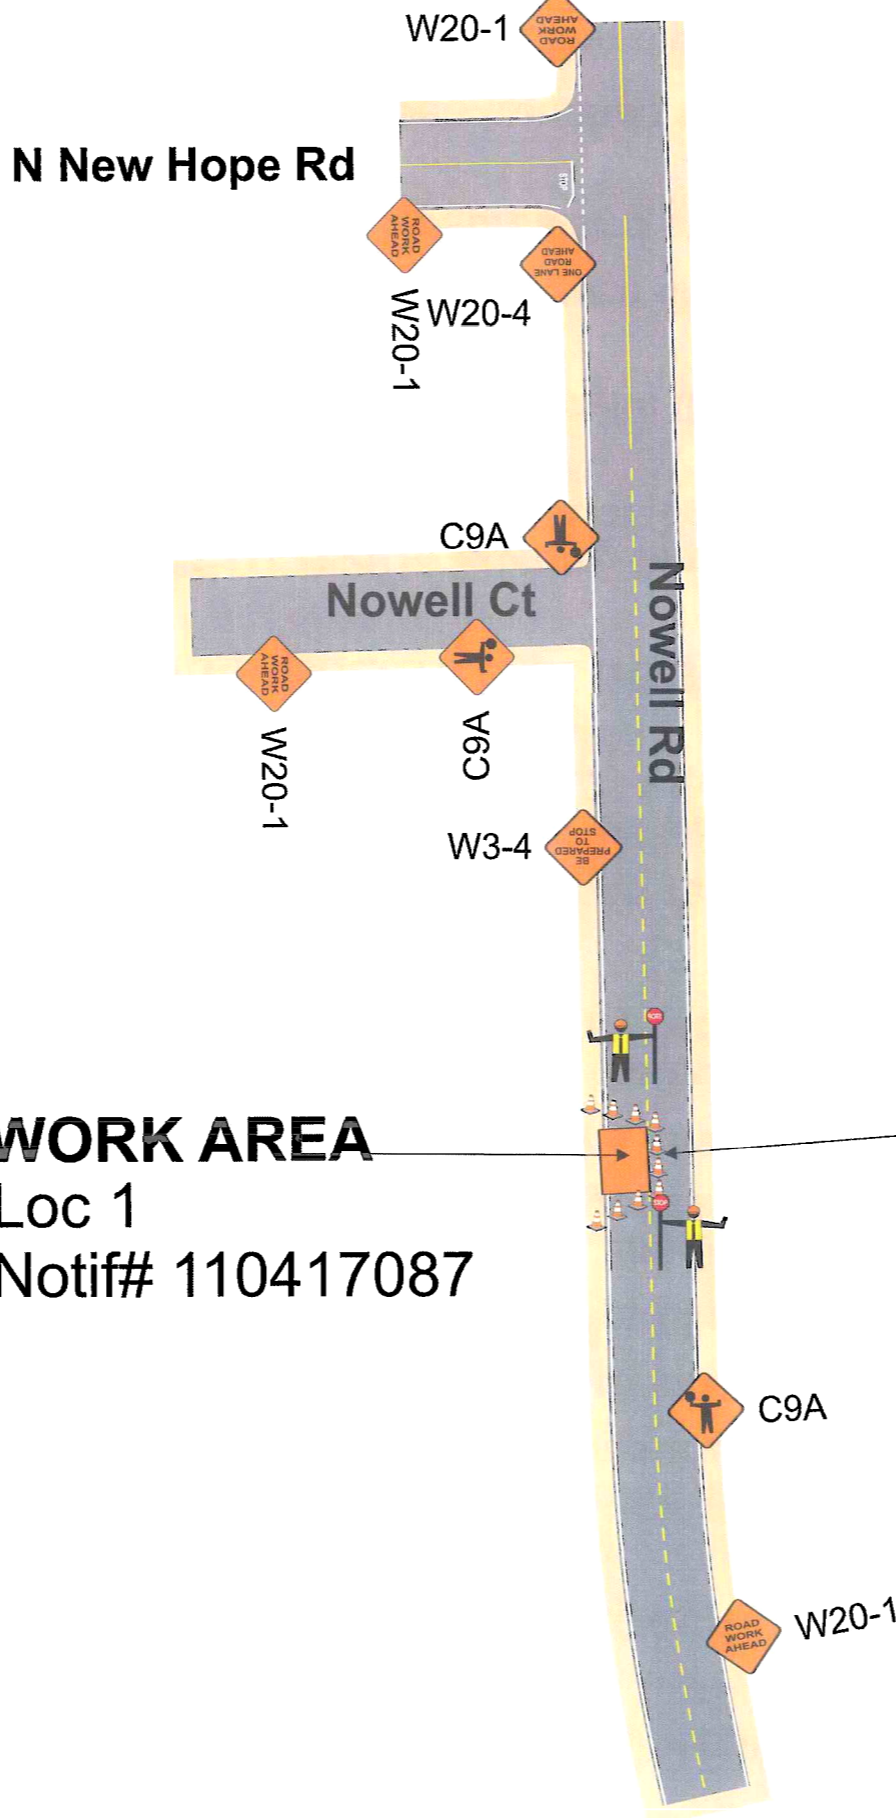 W20-1
ROAD
WORK
AHEAD
N New Hope Rd
STOP
ROAD
WORK
AHEAD
W20-1
ONE LANE
ROAD
AHEAD
W20-4
C9A
Nowell Ct
Nowell Rd
ROAD
WORK
AHEAD
W20-1
C9A
W3-4
BE
PREPARED
TO
STOP
WORK AREA
Loc 1
Notif# 110417087
STOP
C9A
ROAD
WORK
AHEAD
W20-1